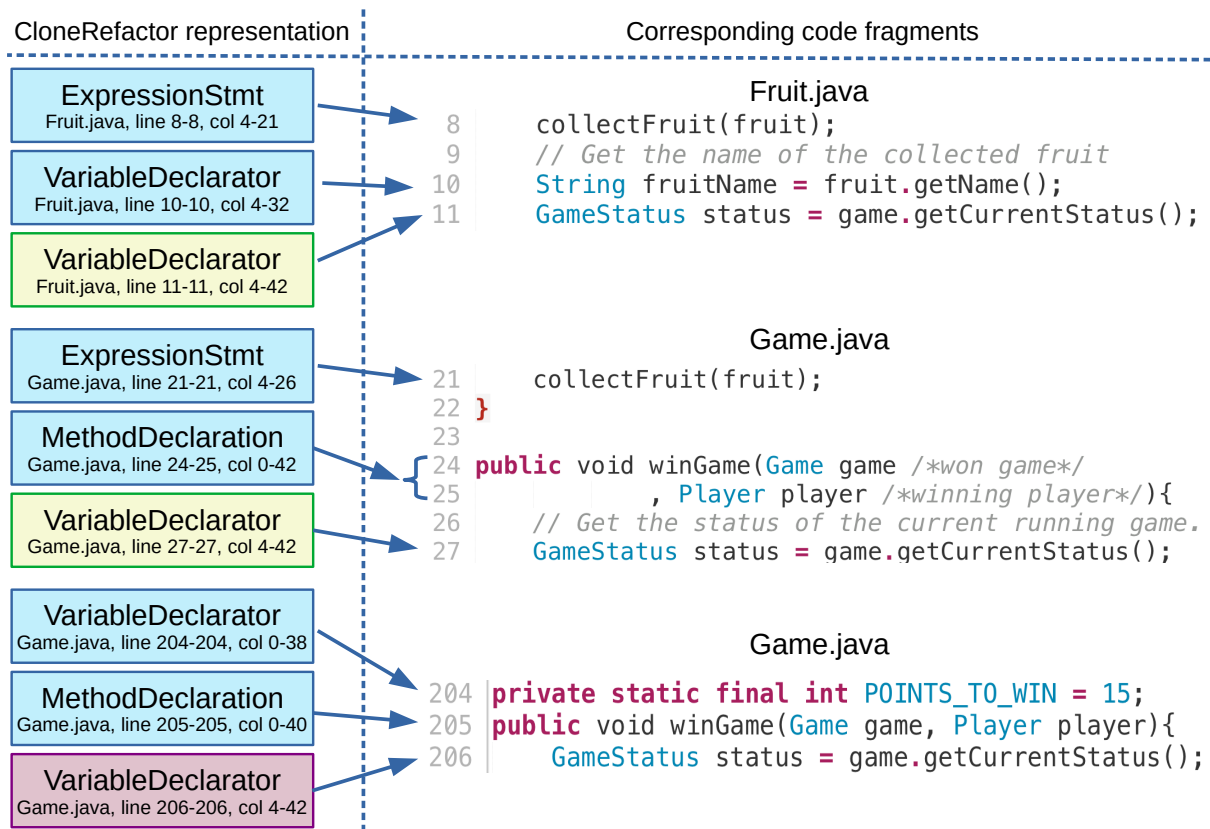 CloneRefactor representation
Corresponding code fragments
ExpressionStmt
Fruit.java, line 8-8, col 4-21
VariableDeclarator
Fruit.java, line 10-10, col 4-32
VariableDeclarator
Fruit.java, line 11-11, col 4-42
Fruit.java
8 collectFruit(fruit);
9 // Get the name of the collected fruit
10 String fruitName = fruit.getName();
11 GameStatus status = game.getCurrentStatus();
ExpressionStmt
Game.java, line 21-21, col 4-26
MethodDeclaration
Game.java, line 24-25, col 0-42
VariableDeclarator
Game.java, line 27-27, col 4-42
Game.java
21 collectFruit(fruit);
22 }
23
24 public void winGame(Game game /*won game*/
25 , Player player /*winning player*/){
26 // Get the status of the current running game.
27 GameStatus status = game.getCurrentStatus();
VariableDeclarator
Game.java, line 204-204, col 0-38
MethodDeclaration
Game.java, line 205-205, col 0-40
VariableDeclarator
Game.java, line 206-206, col 4-42
Game.java
204 private static final int POINTS_TO_WIN = 15;
205 public void winGame(Game game, Player player){
206 GameStatus status = game.getCurrentStatus();